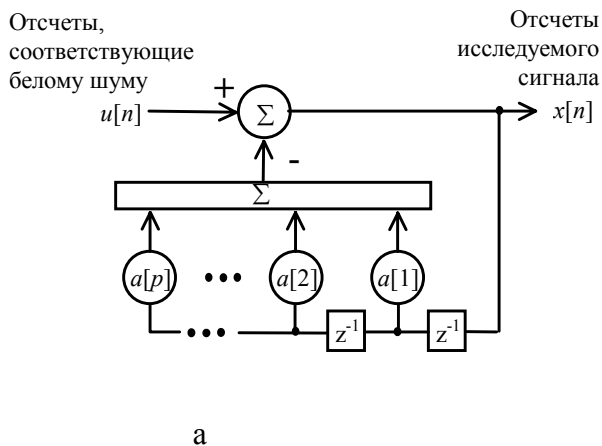 Отсчеты,
соответствующие
белому шуму
u[n]
+
Σ
-
Отсчеты
исследуемого
сигнала
x[n]
Σ
a[p]
•••
a[2]
a[1]
•••
z⁻¹
z⁻¹
а